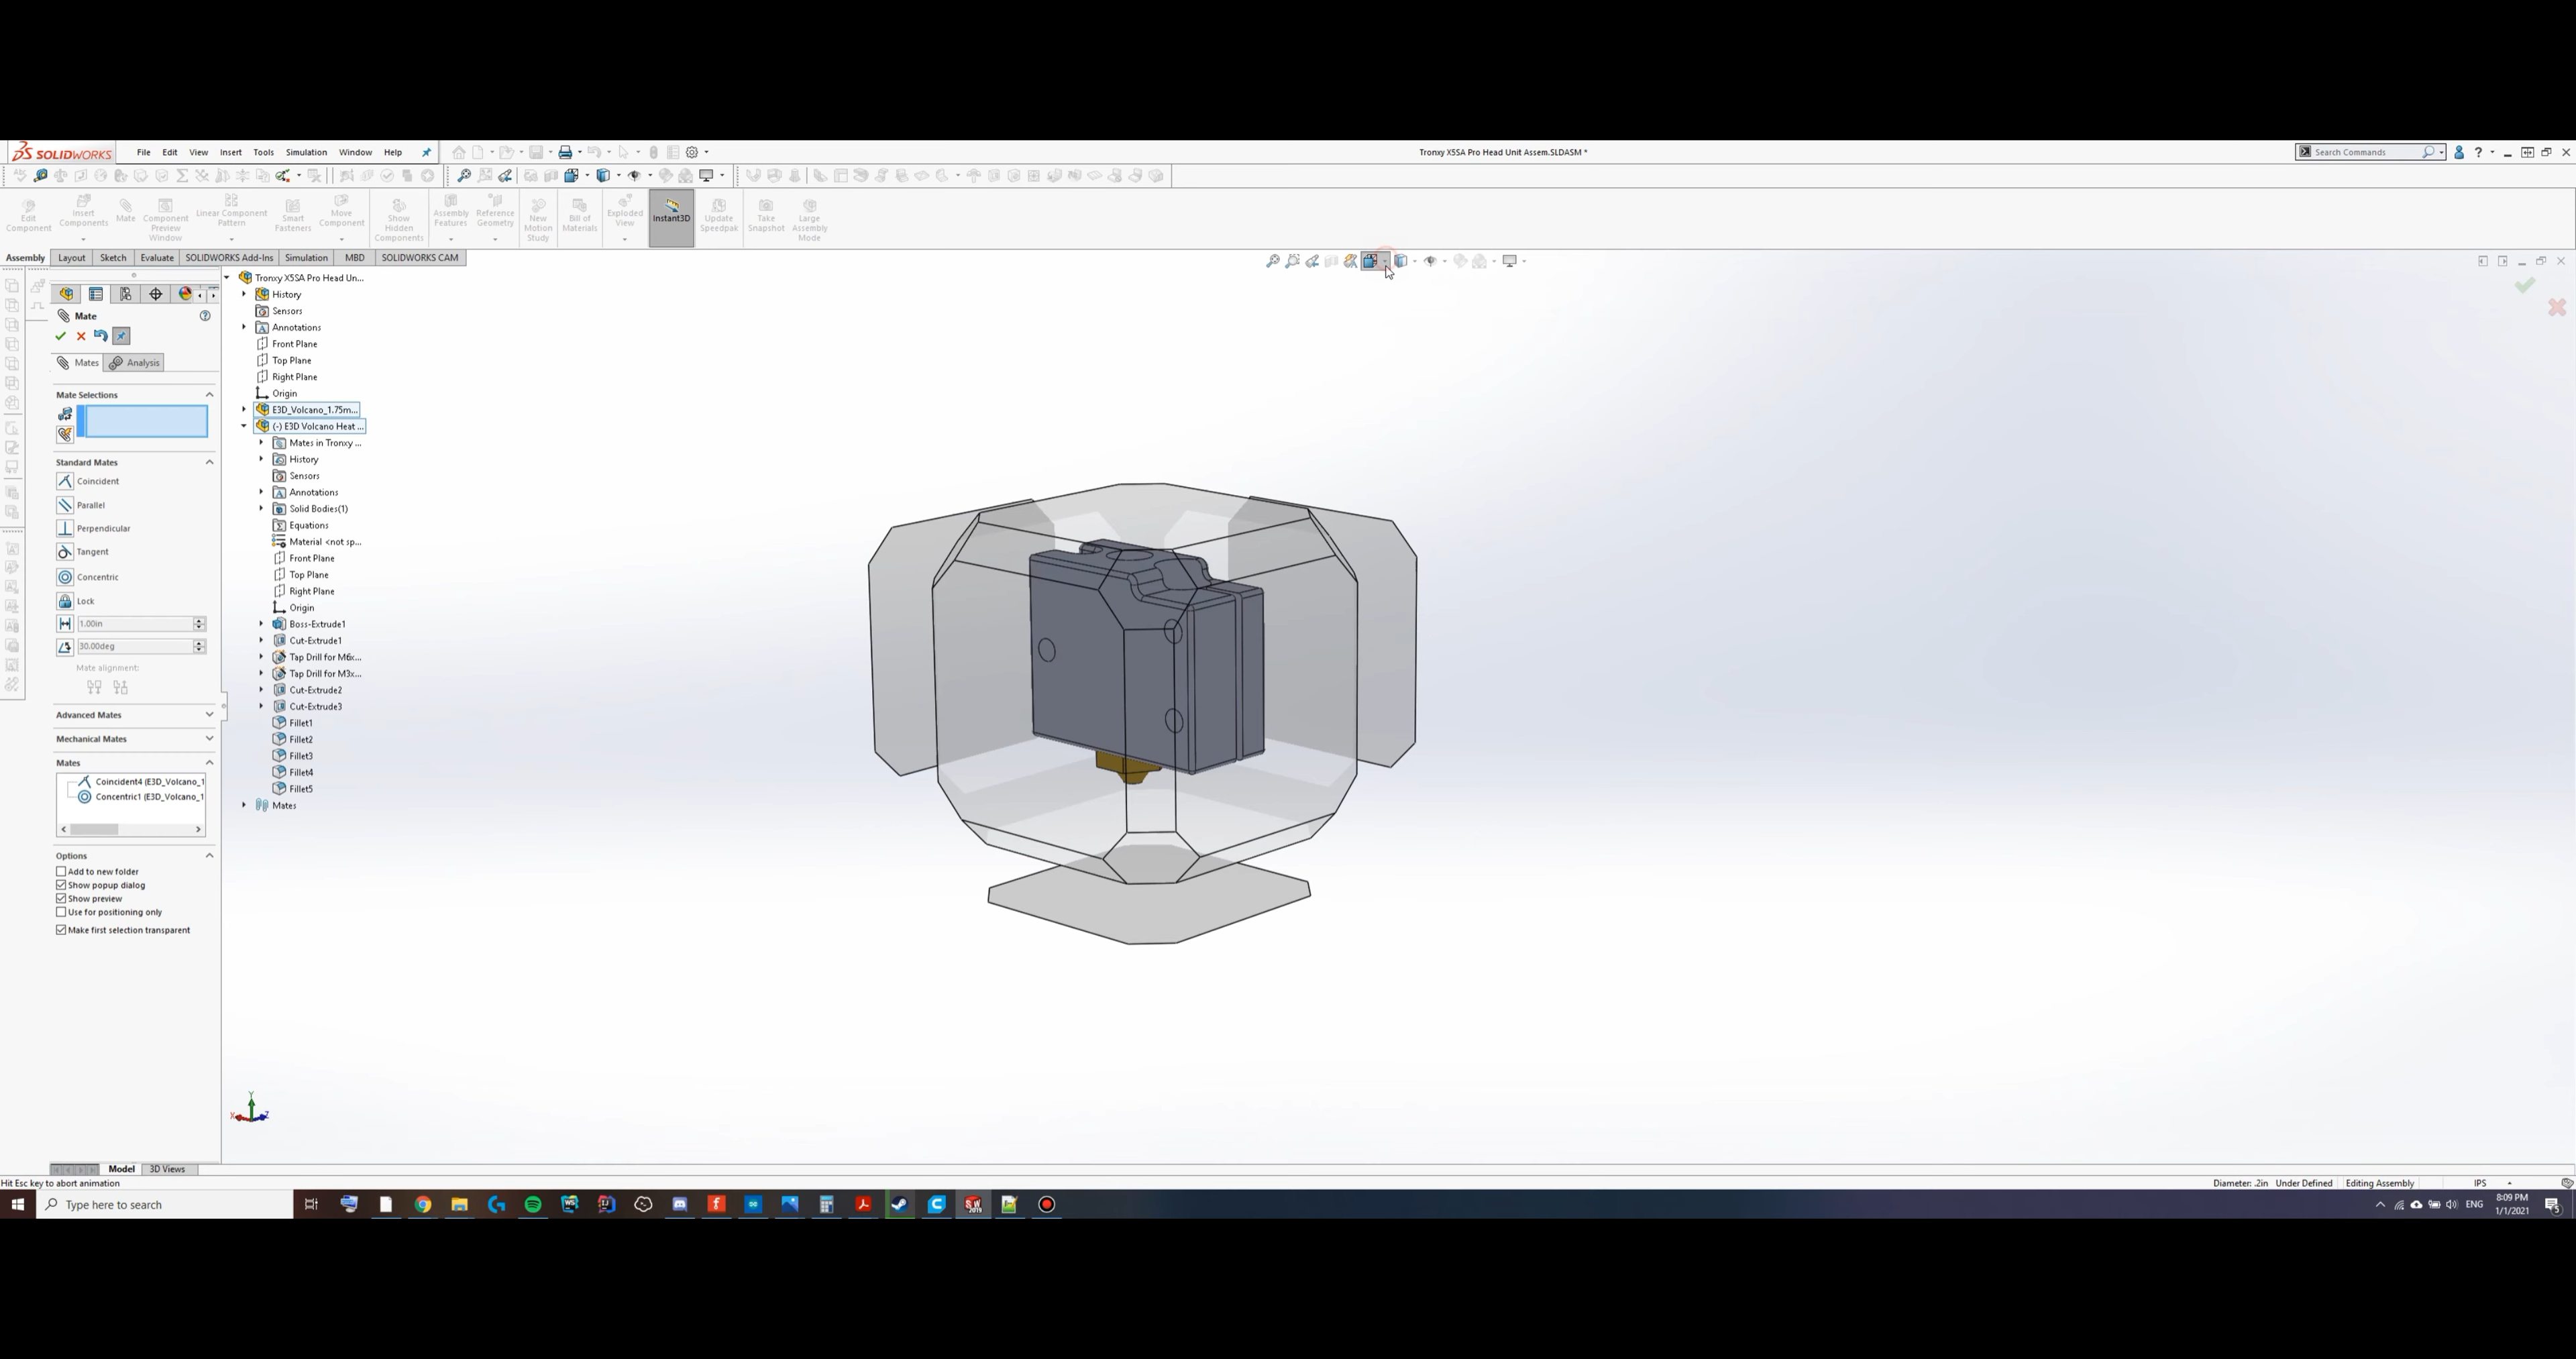 SOLIDWORKS File Edit View Insert Tools Simulation Window Help Tronxy X5SA Pro Head Unit Assem.SLDASM * Search Commands ?
Edit Component
Insert Components
Mate
Component Preview Window
Linear Component Pattern
Smart Fasteners
Move Component
Show Hidden Components
Assembly Features
Reference Geometry
New Motion Study
Bill of Materials
Exploded View
Instant3D
Update Speedpak
Take Snapshot
Large Assembly Mode
Assembly Layout Sketch Evaluate SOLIDWORKS Add-Ins Simulation MBD SOLIDWORKS CAM
Mate
Mates Analysis
Mate Selections
Standard Mates
Coincident
Parallel
Perpendicular
Tangent
Concentric
Lock
1.00in
30.00deg
Mate alignment:
Advanced Mates
Mechanical Mates
Mates
Coincident4 (E3D_Volcano_1
Concentric1 (E3D_Volcano_1
Options
Add to new folder
Show popup dialog
Show preview
Use for positioning only
Make first selection transparent
Tronxy X5SA Pro Head Un...
History
Sensors
Annotations
Front Plane
Top Plane
Right Plane
Origin
E3D_Volcano_1.75m...
(-) E3D Volcano Heat ...
Mates in Tronxy ...
History
Sensors
Annotations
Solid Bodies(1)
Equations
Material <not sp...
Front Plane
Top Plane
Right Plane
Origin
Boss-Extrude1
Cut-Extrude1
Tap Drill for M6x...
Tap Drill for M3x...
Cut-Extrude2
Cut-Extrude3
Fillet1
Fillet2
Fillet3
Fillet4
Fillet5
Mates
Y
X Z
Model 3D Views
Hit Esc key to abort animation Diameter: .2in Under Defined Editing Assembly IPS
Type here to search ENG 8:09 PM
1/1/2021